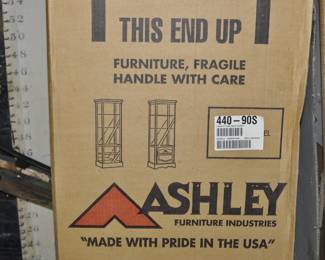 THIS END UP
FURNITURE, FRAGILE
HANDLE WITH CARE
440-90S
ASHLEY
FURNITURE INDUSTRIES
"MADE WITH PRIDE IN THE USA"